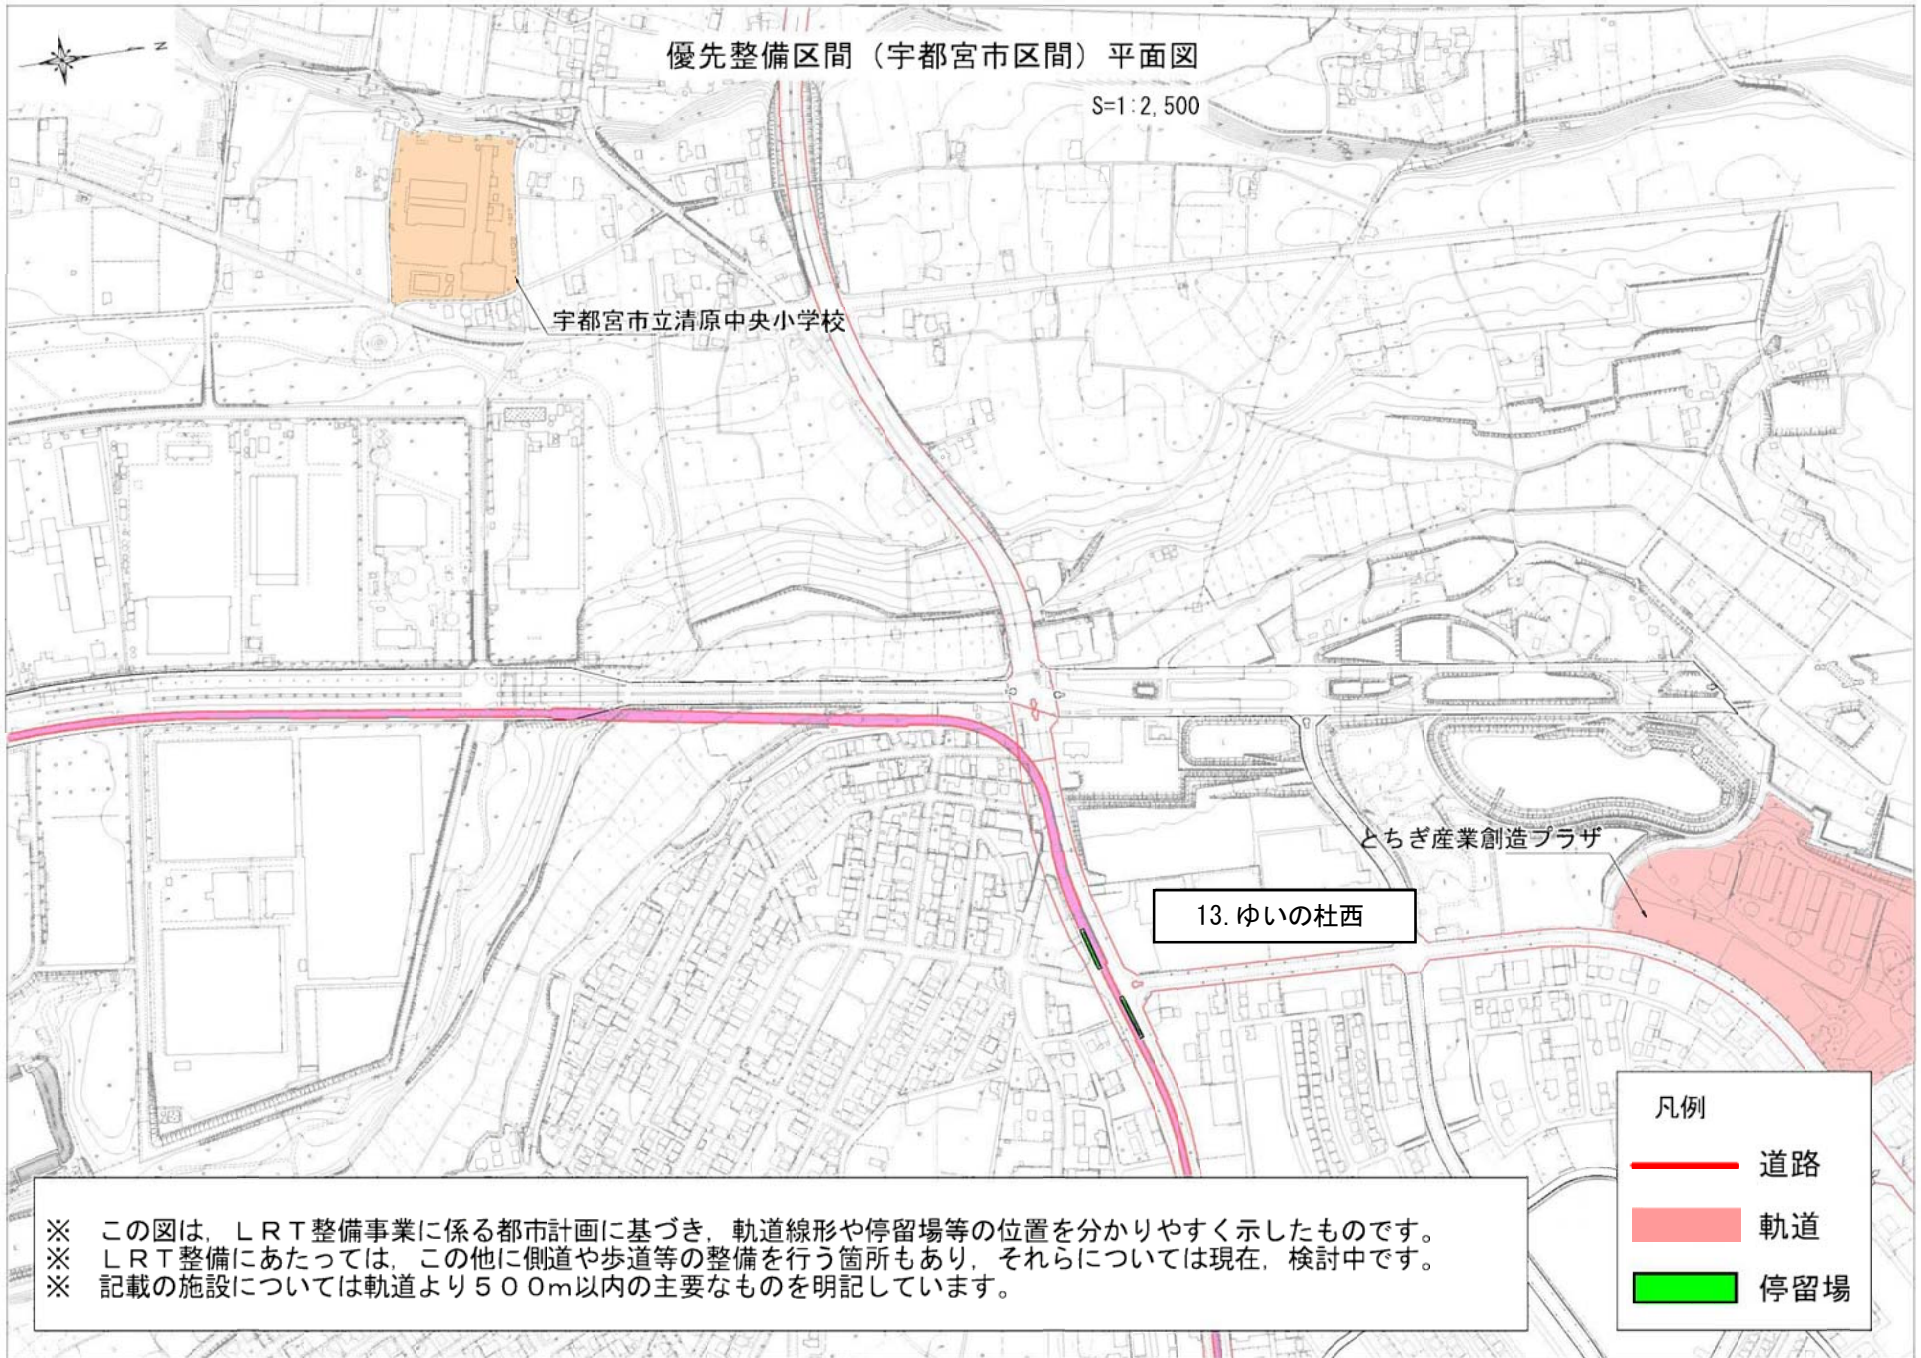 N
優先整備区間（宇都宮市区間）平面図
S=1:2,500
宇都宮市立清原中央小学校
とちぎ産業創造プラザ
13.ゆいの杜西
凡例
道路
軌道
停留場
※　この図は，ＬＲＴ整備事業に係る都市計画に基づき，軌道線形や停留場等の位置を分かりやすく示したものです。
※　ＬＲＴ整備にあたっては，この他に側道や歩道等の整備を行う箇所もあり，それらについては現在，検討中です。
※　記載の施設については軌道より５００ｍ以内の主要なものを明記しています。